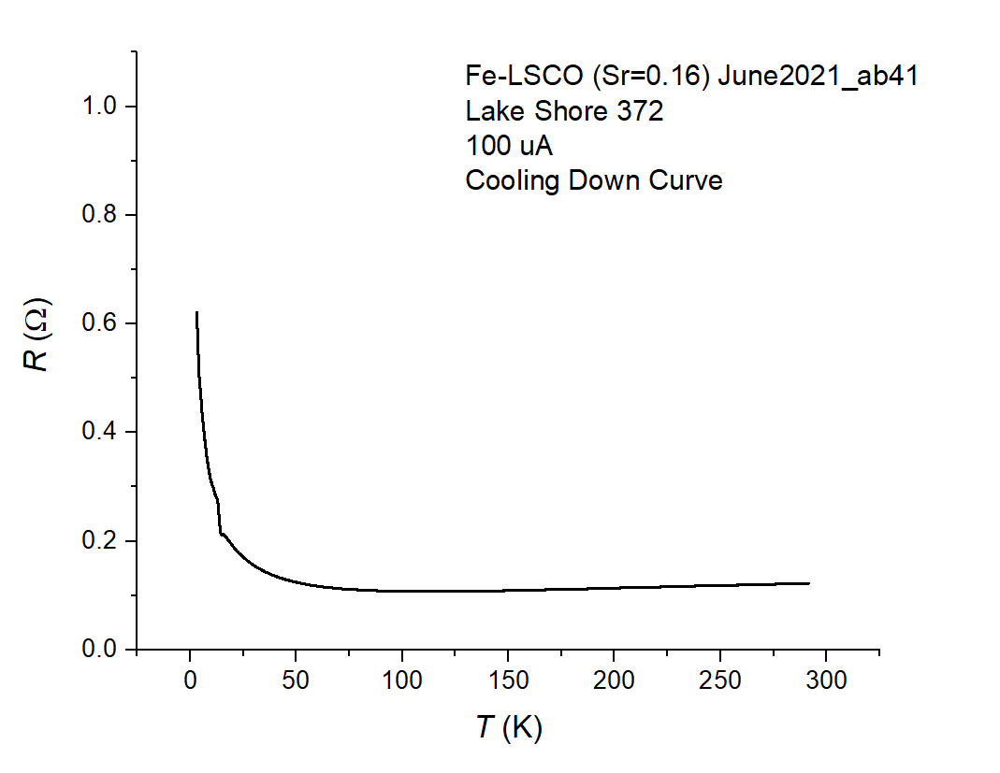 Fe-LSCO (Sr=0.16) June2021_ab41
Lake Shore 372
100 uA
Cooling Down Curve
1.0
0.8
0.6
0.4
0.2
0.0
R (Ω)
0 50 100 150 200 250 300
T (K)